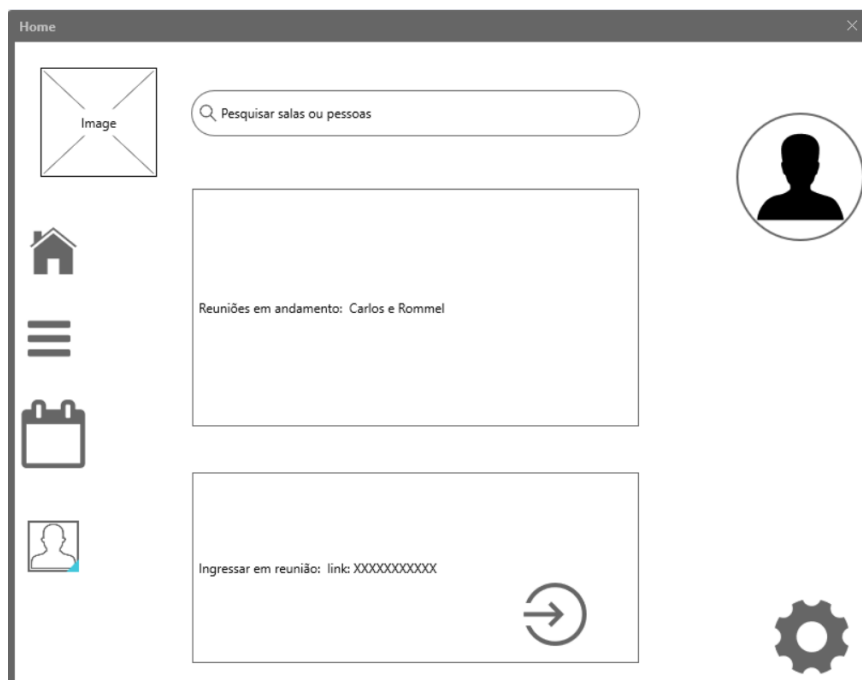 Home
Image
Pesquisar salas ou pessoas
Reuniões em andamento:  Carlos e Rommel
Ingressar em reunião:  link: XXXXXXXXXXX